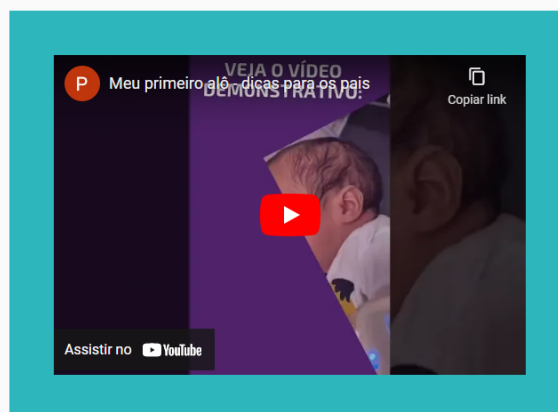 VEJA O VÍDEO
DEMONSTRATIVO:
P
Meu primeiro alô - dicas para os pais
Copiar link
Assistir no YouTube